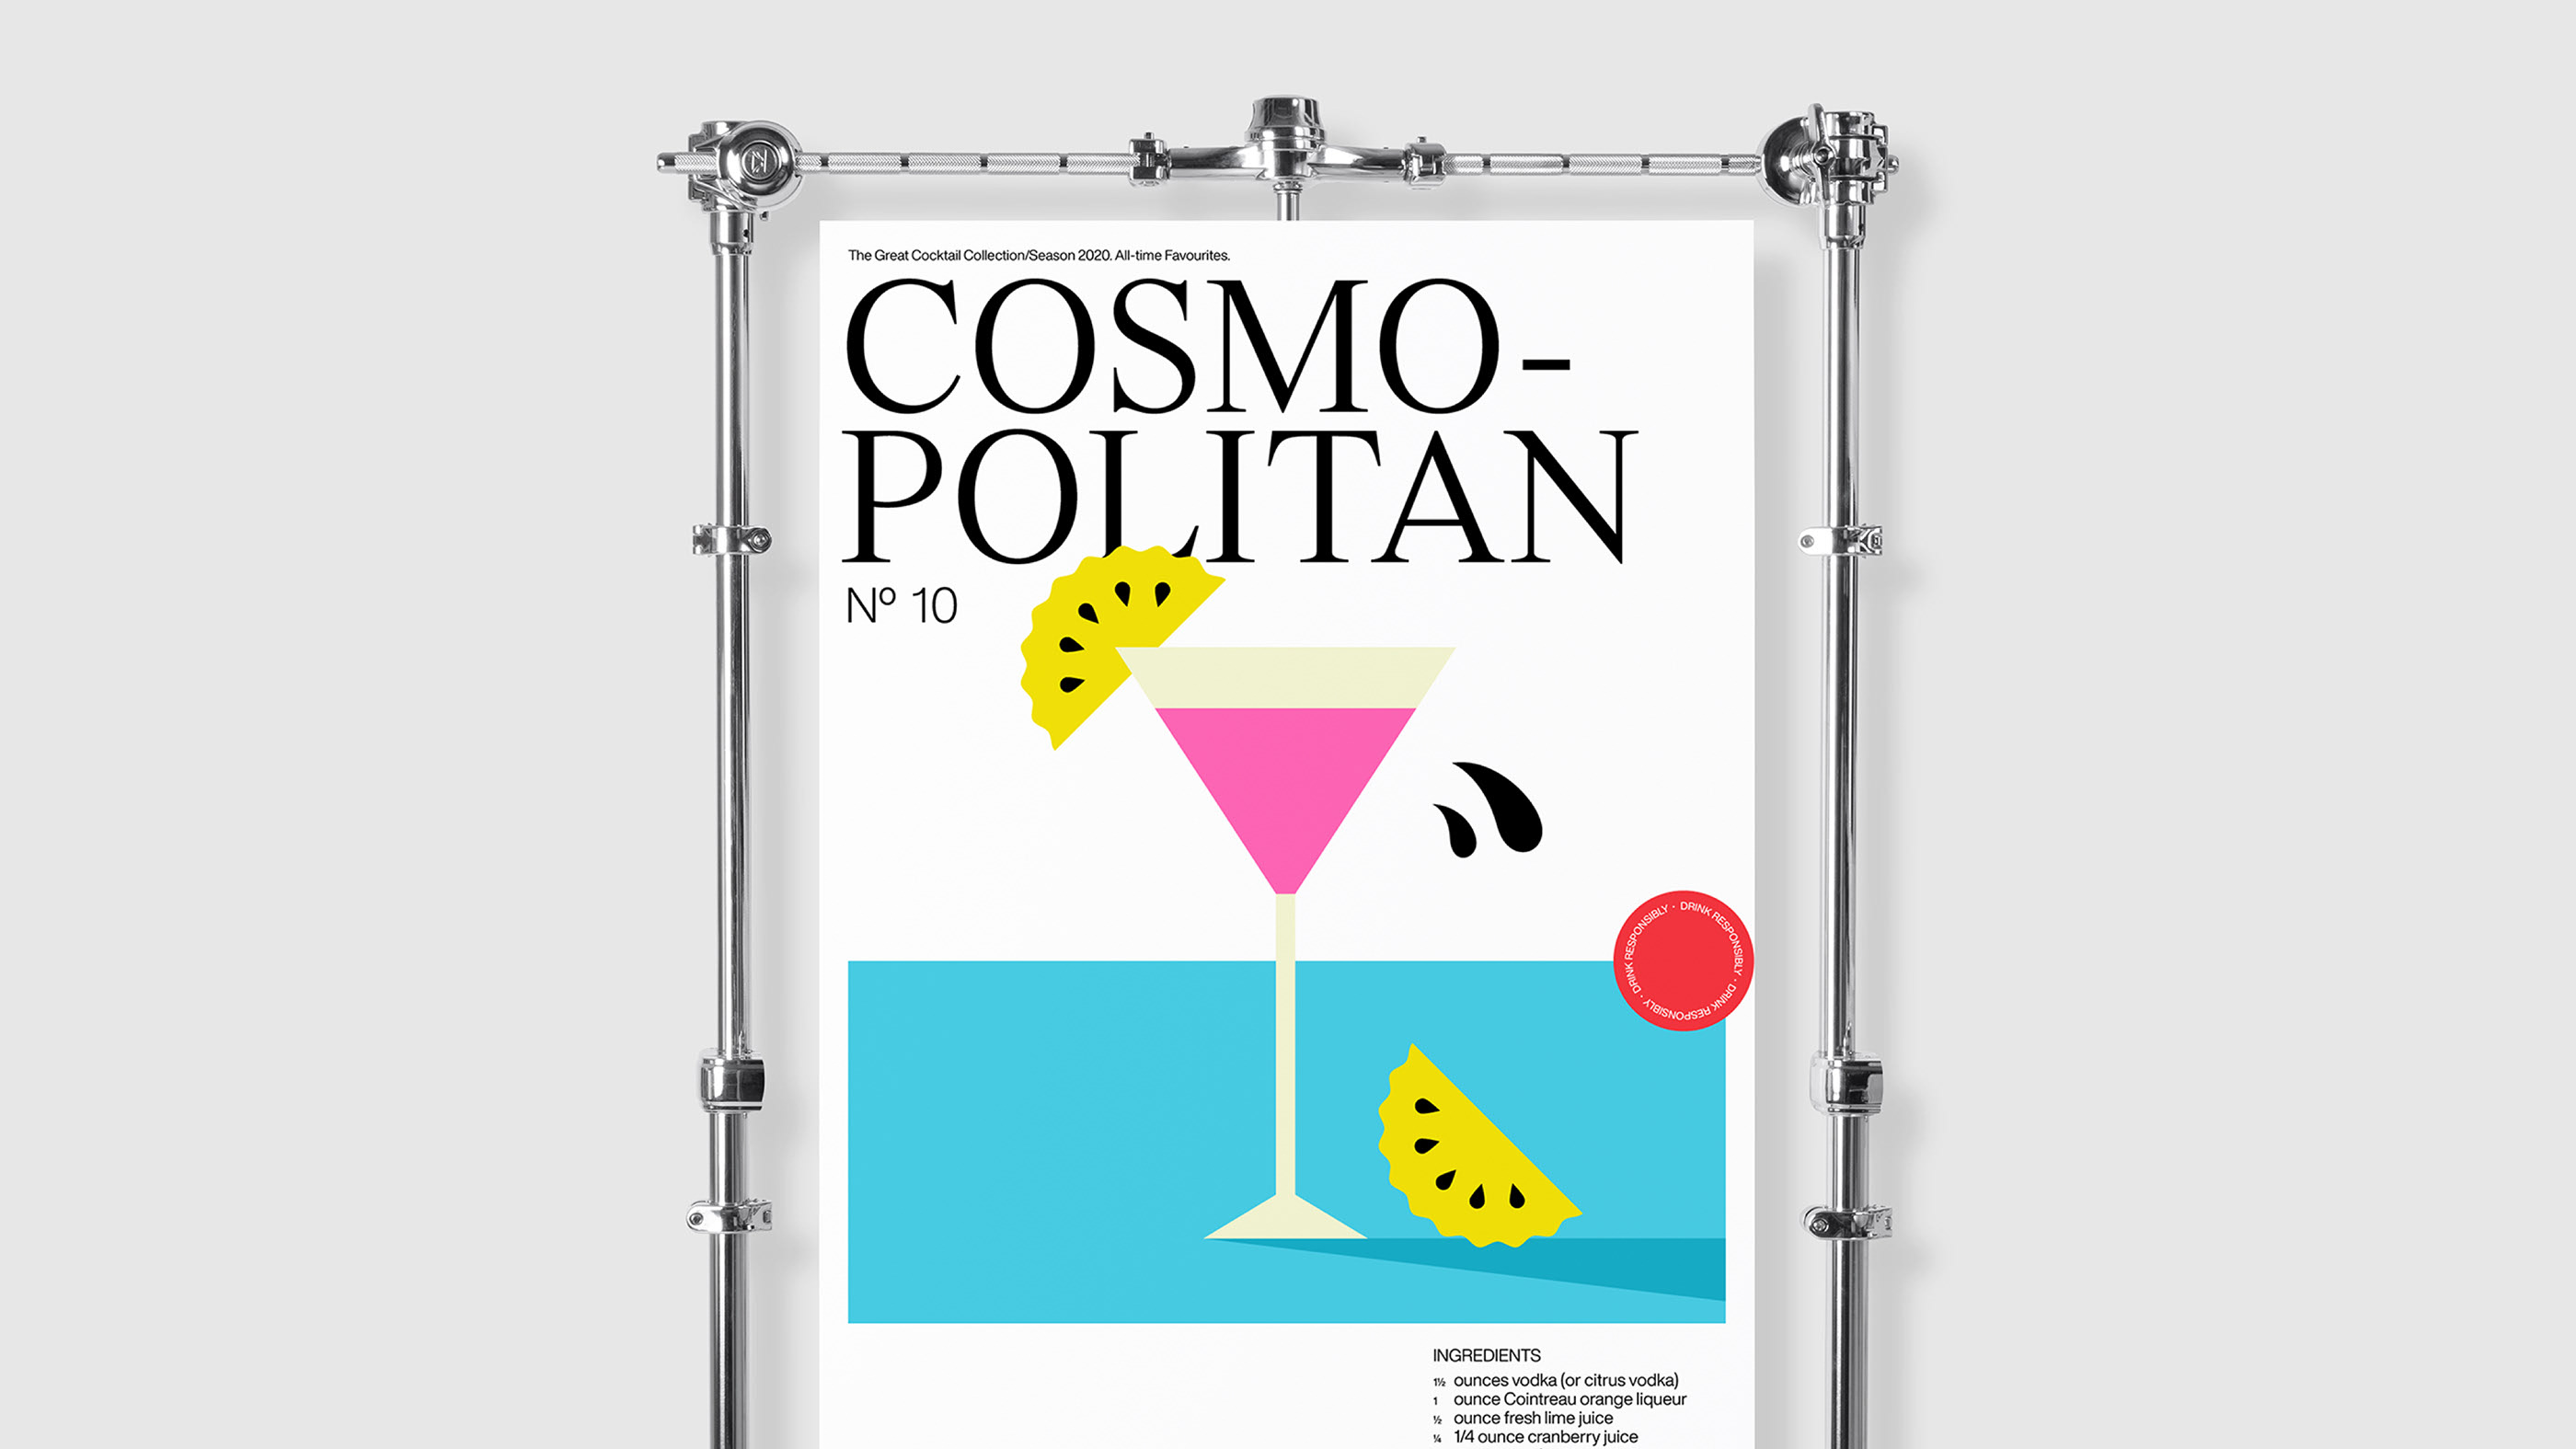 The Great Cocktail Collection/Season 2020. All-time Favourites.
COSMO-
POLITAN
Nº 10
DRINK RESPONSIBLY · DRINK RESPONSIBLY · DRINK RESPONSIBLY ·
INGREDIENTS
1½ ounces vodka (or citrus vodka)
1 ounce Cointreau orange liqueur
½ ounce fresh lime juice
¼ 1/4 ounce cranberry juice